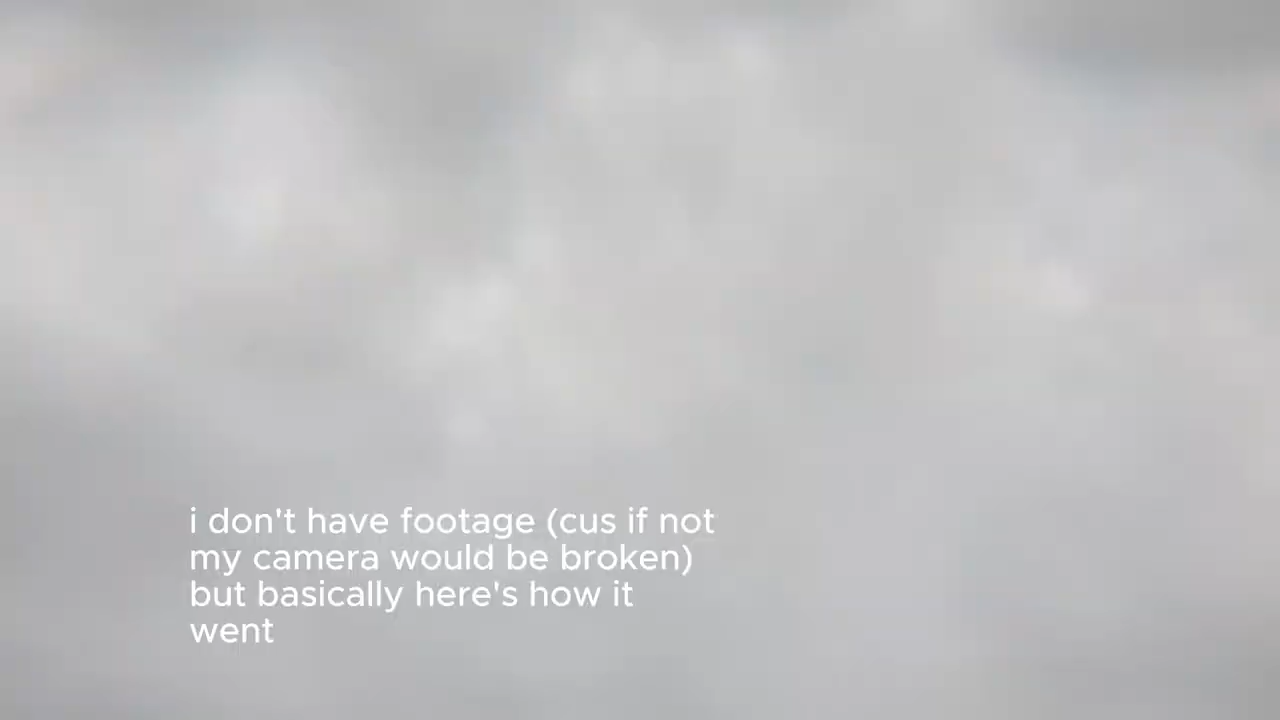 i don't have footage (cus if not
my camera would be broken)
but basically here's how it
went